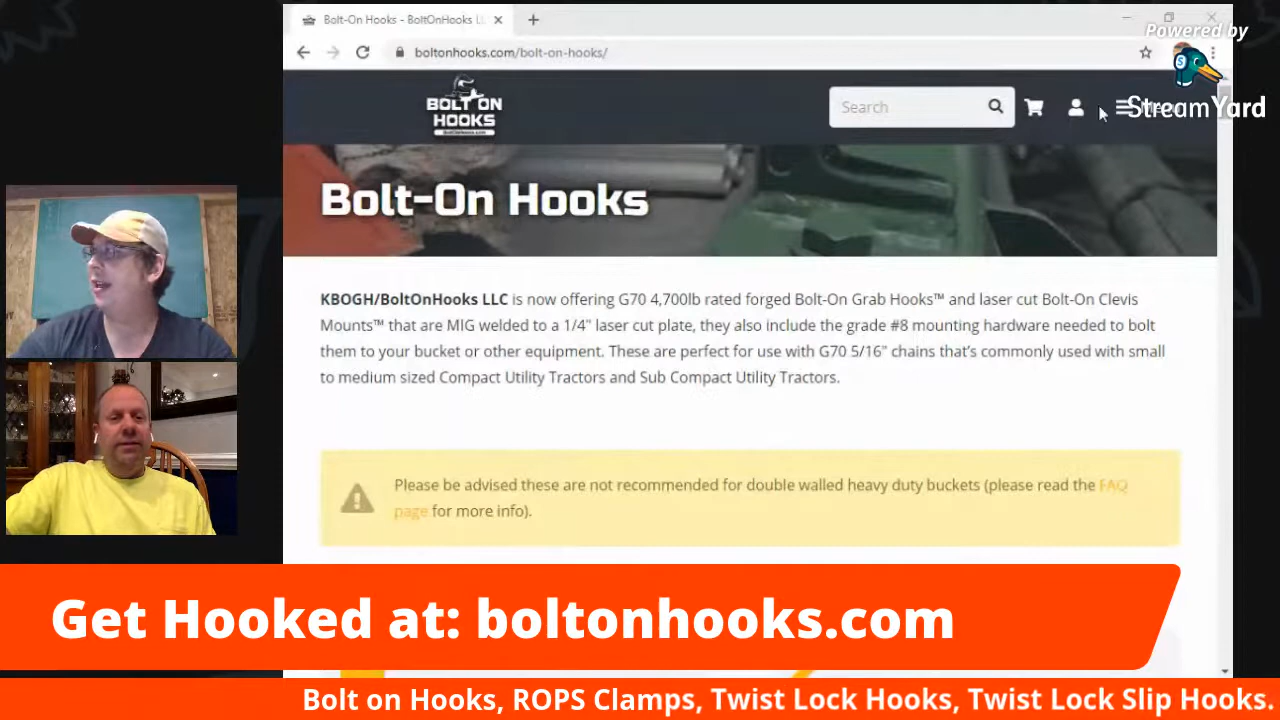 Bolt-On Hooks - BoltOnHooks LL
boltonhooks.com/bolt-on-hooks/
Powered by
StreamYard
BOLT ON
HOOKS
BoltOnHooks.com
Search
Bolt-On Hooks
KBOGH/BoltOnHooks LLC is now offering G70 4,700lb rated forged Bolt-On Grab Hooks™ and laser cut Bolt-On Clevis
Mounts™ that are MIG welded to a 1/4" laser cut plate, they also include the grade #8 mounting hardware needed to bolt
them to your bucket or other equipment. These are perfect for use with G70 5/16" chains that's commonly used with small
to medium sized Compact Utility Tractors and Sub Compact Utility Tractors.
Please be advised these are not recommended for double walled heavy duty buckets (please read the FAQ
page for more info).
Get Hooked at: boltonhooks.com
Bolt on Hooks, ROPS Clamps, Twist Lock Hooks, Twist Lock Slip Hooks.